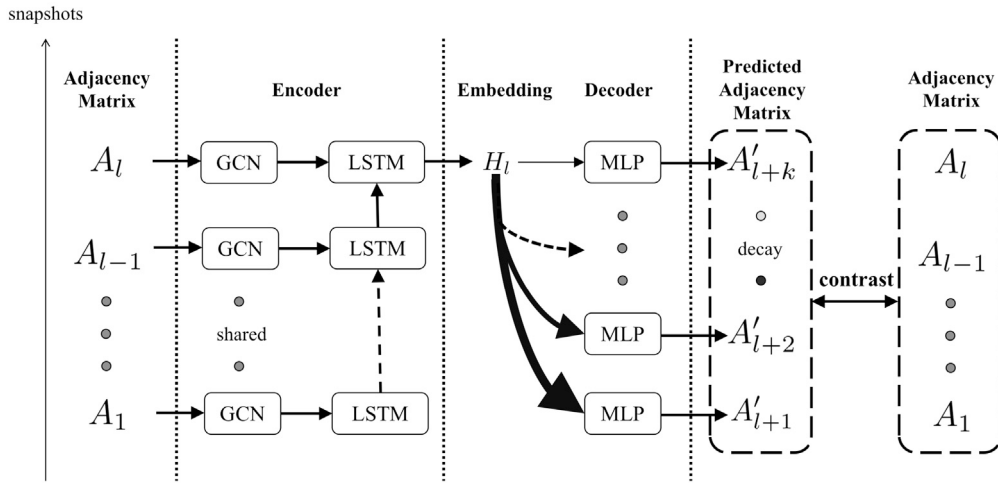 snapshots
Adjacency
Matrix
Encoder
Embedding
Decoder
Predicted
Adjacency
Matrix
Adjacency
Matrix
A_l
GCN
LSTM
H_l
MLP
A'_{l+k}
A_l
A_{l-1}
GCN
LSTM
decay
A_{l-1}
contrast
shared
MLP
A'_{l+2}
A_1
GCN
LSTM
MLP
A'_{l+1}
A_1